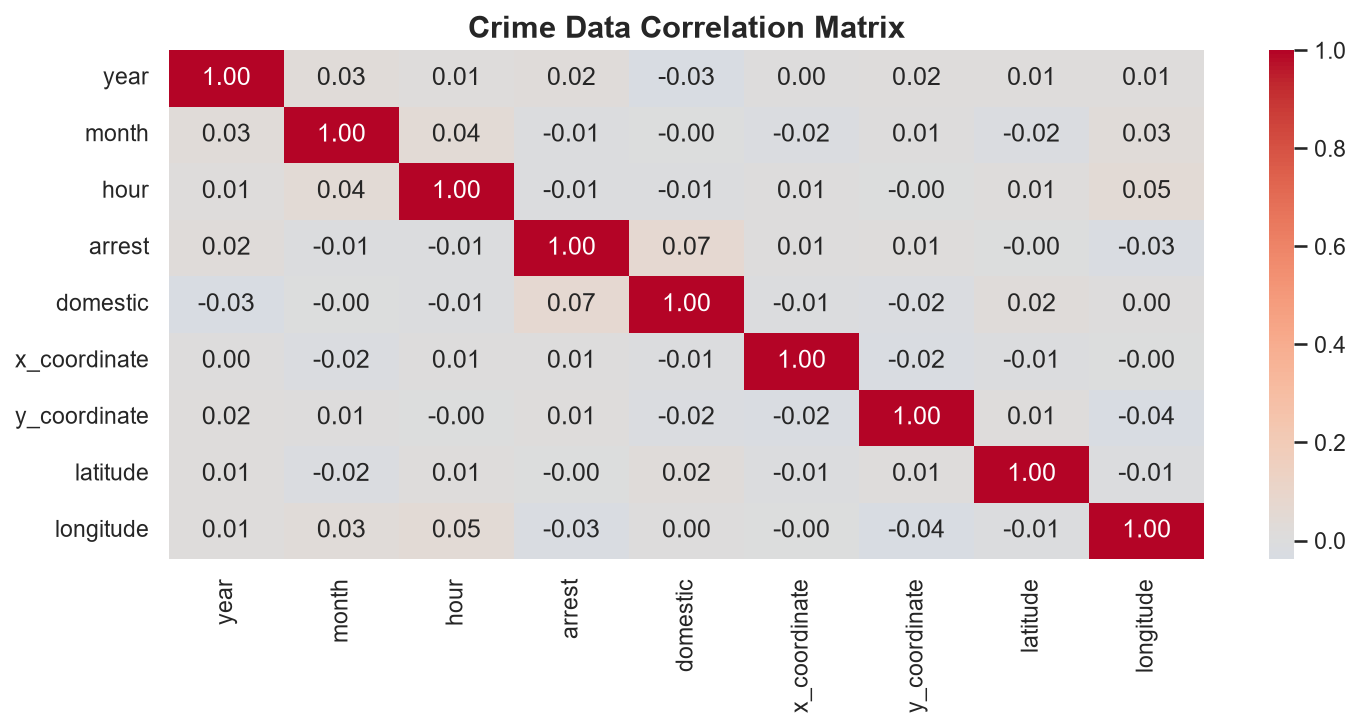 Crime Data Correlation Matrix
year 1.00 0.03 0.01 0.02 -0.03 0.00 0.02 0.01 0.01
month 0.03 1.00 0.04 -0.01 -0.00 -0.02 0.01 -0.02 0.03
hour 0.01 0.04 1.00 -0.01 -0.01 0.01 -0.00 0.01 0.05
arrest 0.02 -0.01 -0.01 1.00 0.07 0.01 0.01 -0.00 -0.03
domestic -0.03 -0.00 -0.01 0.07 1.00 -0.01 -0.02 0.02 0.00
x_coordinate 0.00 -0.02 0.01 0.01 -0.01 1.00 -0.02 -0.01 -0.00
y_coordinate 0.02 0.01 -0.00 0.01 -0.02 -0.02 1.00 0.01 -0.04
latitude 0.01 -0.02 0.01 -0.00 0.02 -0.01 0.01 1.00 -0.01
longitude 0.01 0.03 0.05 -0.03 0.00 -0.00 -0.04 -0.01 1.00
year month hour arrest domestic x_coordinate y_coordinate latitude longitude
1.0
0.8
0.6
0.4
0.2
0.0